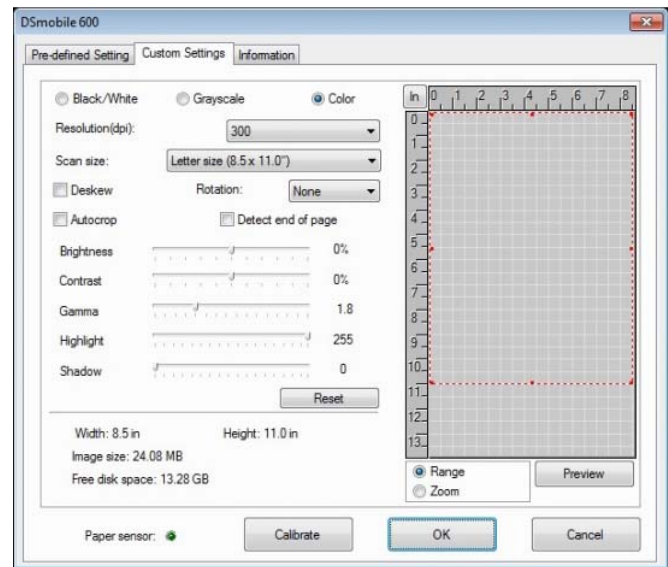 DSmobile 600
Pre-defined Setting Custom Settings Information
Black/White Grayscale Color
Resolution(dpi): 300
Scan size: Letter size (8.5 x 11.0")
Deskew Rotation: None
Autocrop Detect end of page
Brightness 0%
Contrast 0%
Gamma 1.8
Highlight 255
Shadow 0
Reset
Width: 8.5 in Height: 11.0 in
Image size: 24.08 MB
Free disk space: 13.28 GB
In 0 1 2 3 4 5 6 7 8
0
1
2
3
4
5
6
7
8
9
10
11
12
13
Range
Zoom
Preview
Paper sensor: Calibrate OK Cancel